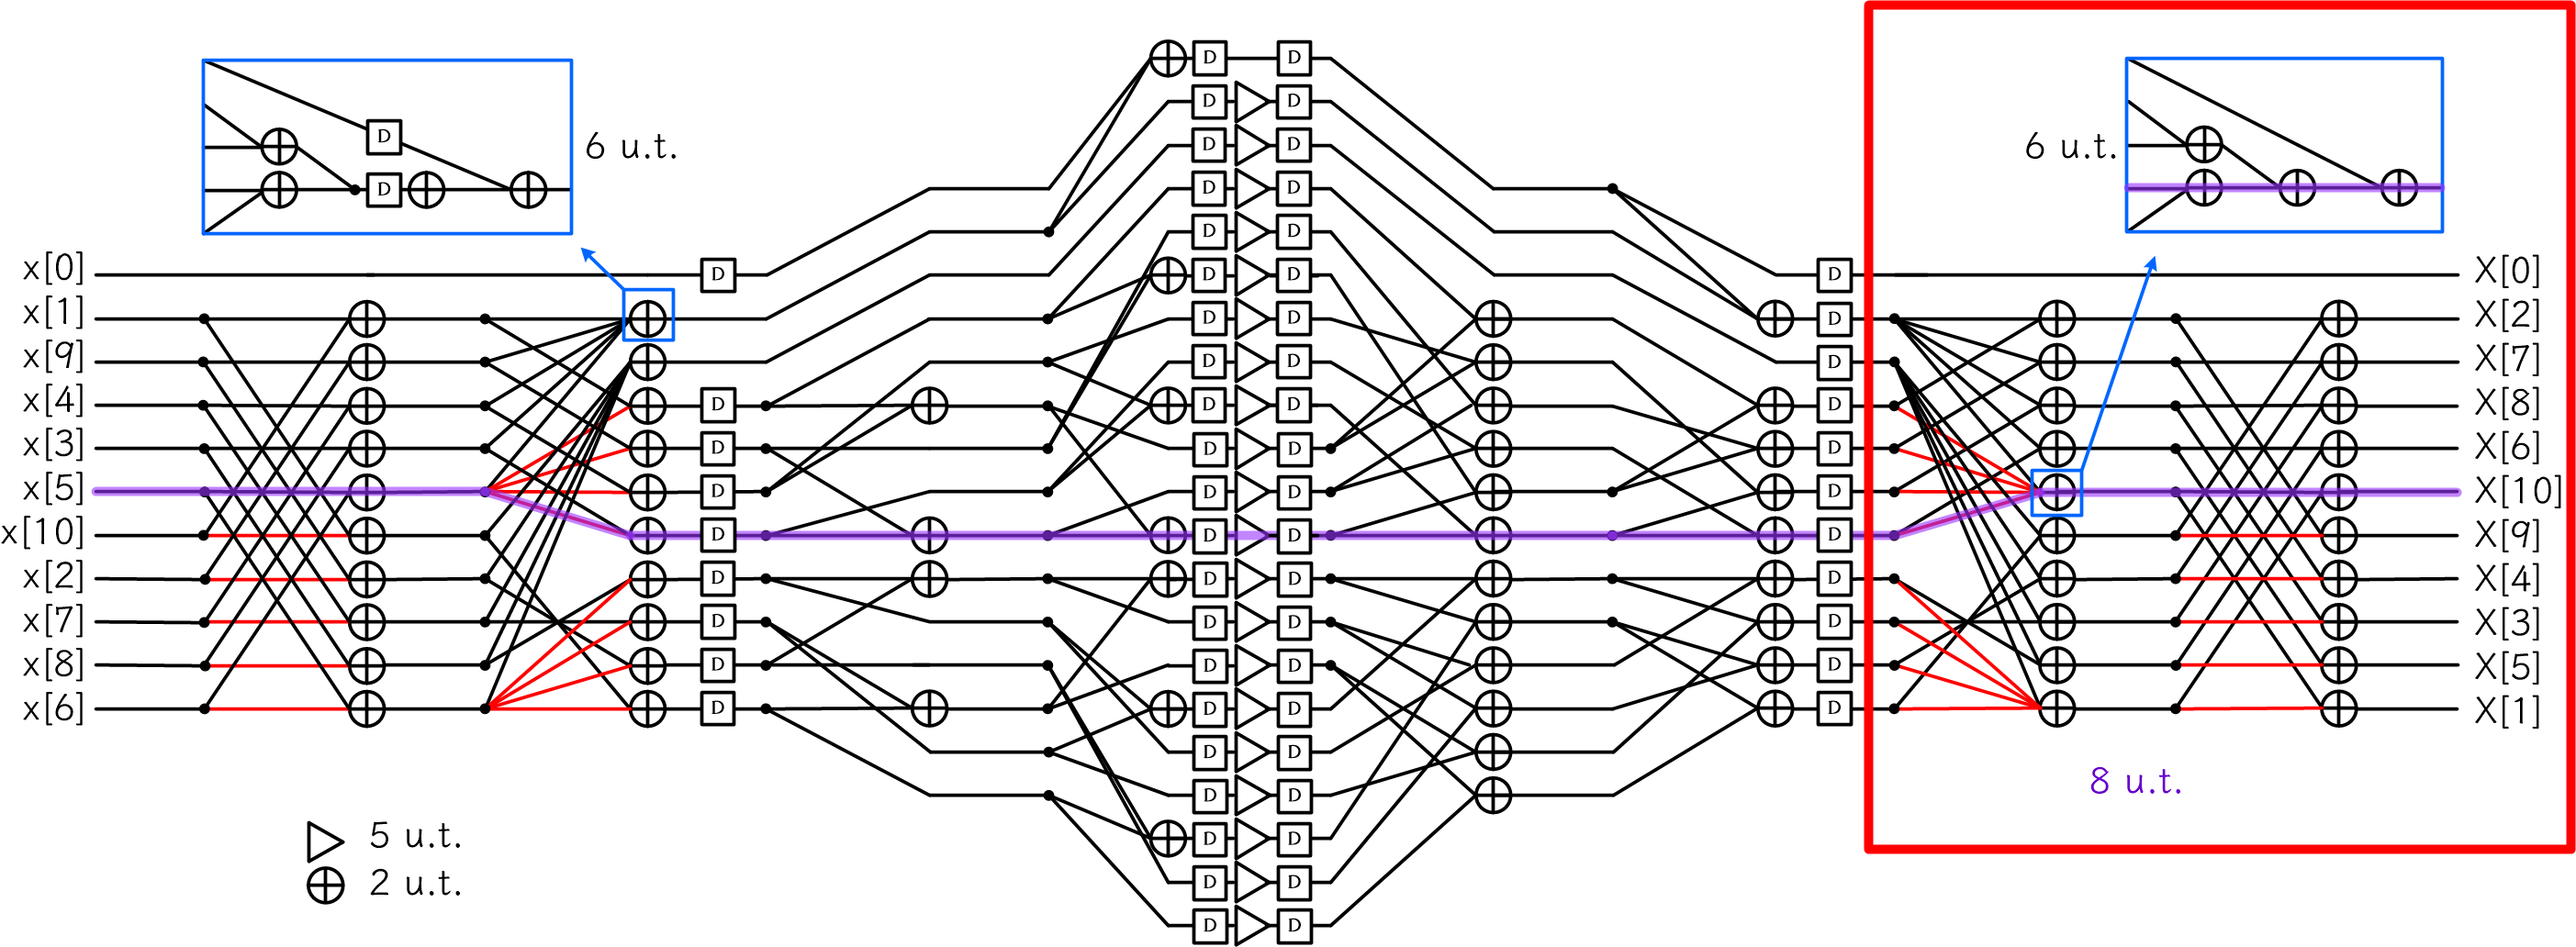 D D
D D
D
6 u.t. D D 6 u.t.
D D D
D D
x[0] D D D D X[0]
x[1] D D D X[2]
x[9] D D D X[7]
x[4] D D D D X[8]
x[3] D D D D X[6]
x[5] D D D D X[10]
x[10] D D D D X[9]
x[2] D D D D X[4]
x[7] D D D D X[3]
x[8] D D D D X[5]
x[6] D D D D X[1]
D D
8 u.t.
D D
5 u.t. D D
2 u.t. D D
D D